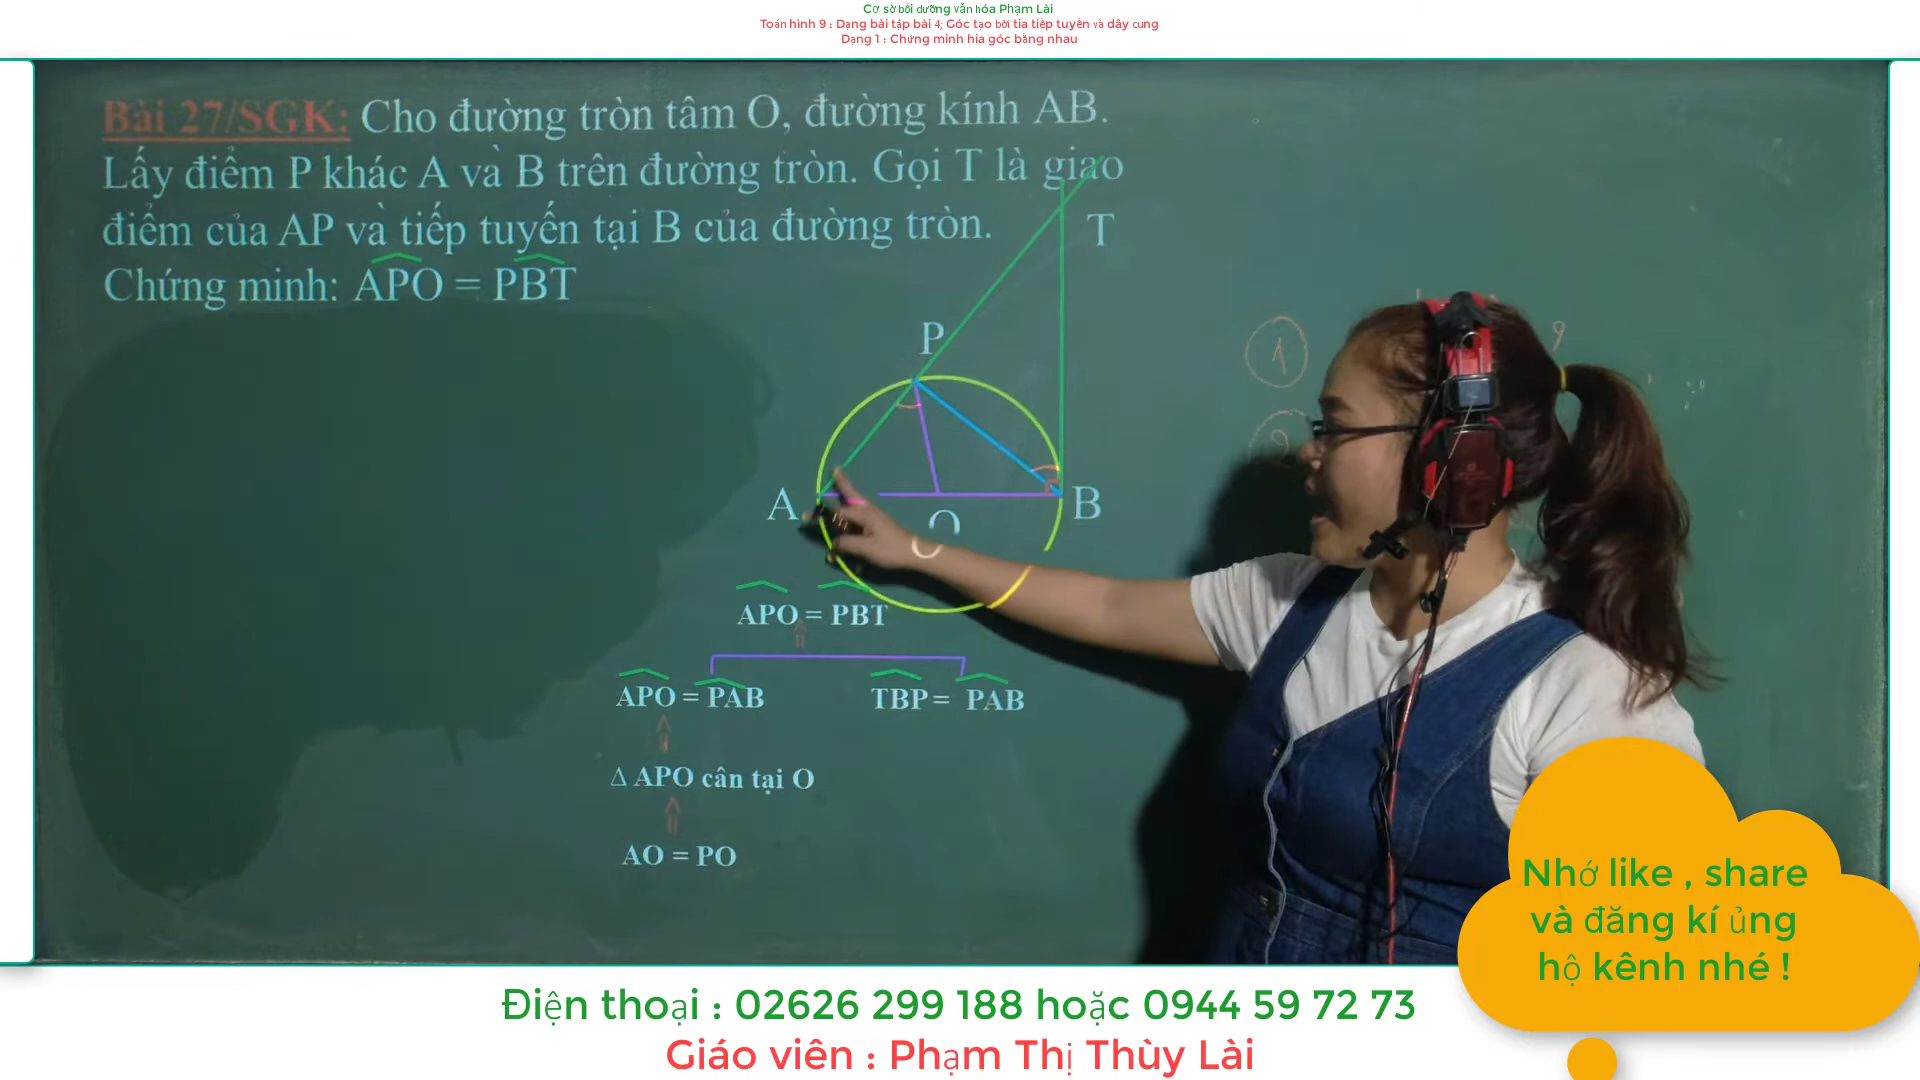 Cơ sở bồi dưỡng văn hóa Phạm Lài
Toán hình 9 : Dạng bài tập bài 4; Góc tạo bởi tia tiếp tuyến và dây cung
Dạng 1 : Chứng minh hia góc bằng nhau
Bài 27/SGK: Cho đường tròn tâm O, đường kính AB.
Lấy điểm P khác A và B trên đường tròn. Gọi T là giao
điểm của AP và tiếp tuyến tại B của đường tròn.
Chứng minh: APO = PBT
T
P
1
2
9
A
B
O
APO = PBT
APO = PAB
TBP = PAB
Δ APO cân tại O
AO = PO
Nhớ like , share
và đăng kí ủng
hộ kênh nhé !
Điện thoại : 02626 299 188 hoặc 0944 59 72 73
Giáo viên : Phạm Thị Thùy Lài